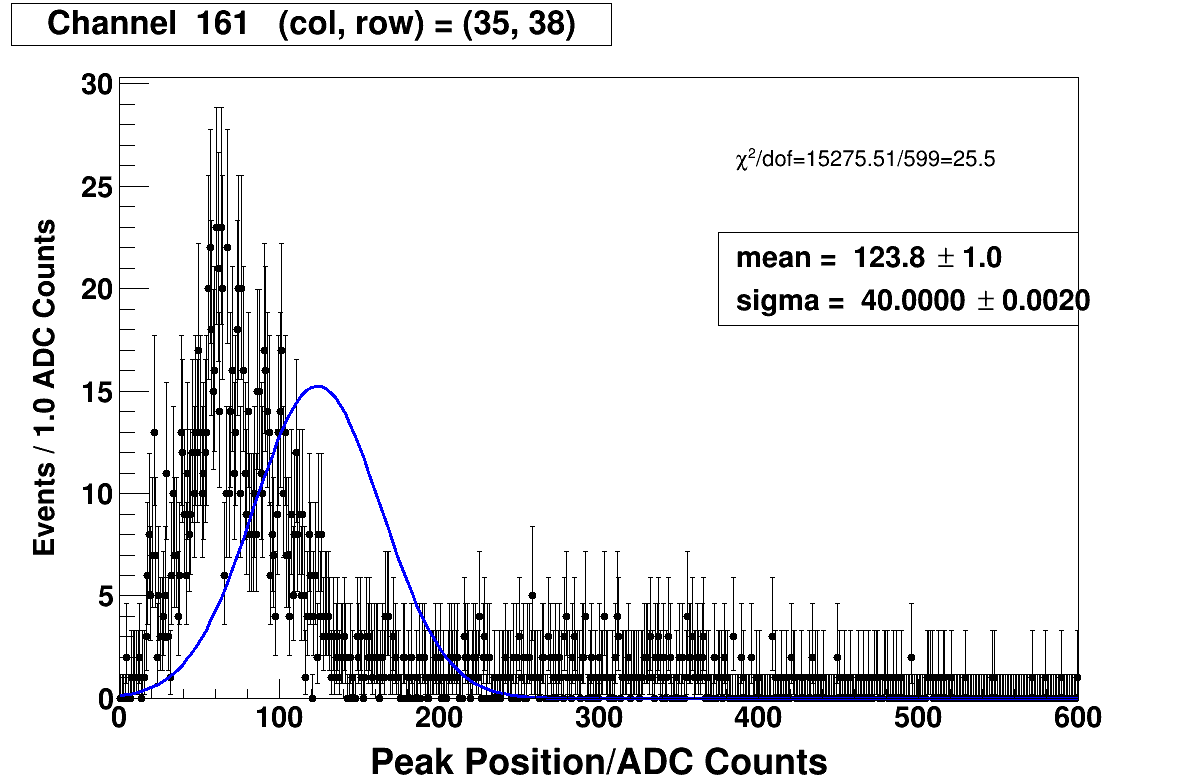 Channel 161 (col, row) = (35, 38)
30
25
20
15
10
5
0
Events / 1.0 ADC Counts
χ²/dof=15275.51/599=25.5
mean = 123.8 ± 1.0
sigma = 40.0000 ± 0.0020
0 100 200 300 400 500 600
Peak Position/ADC Counts